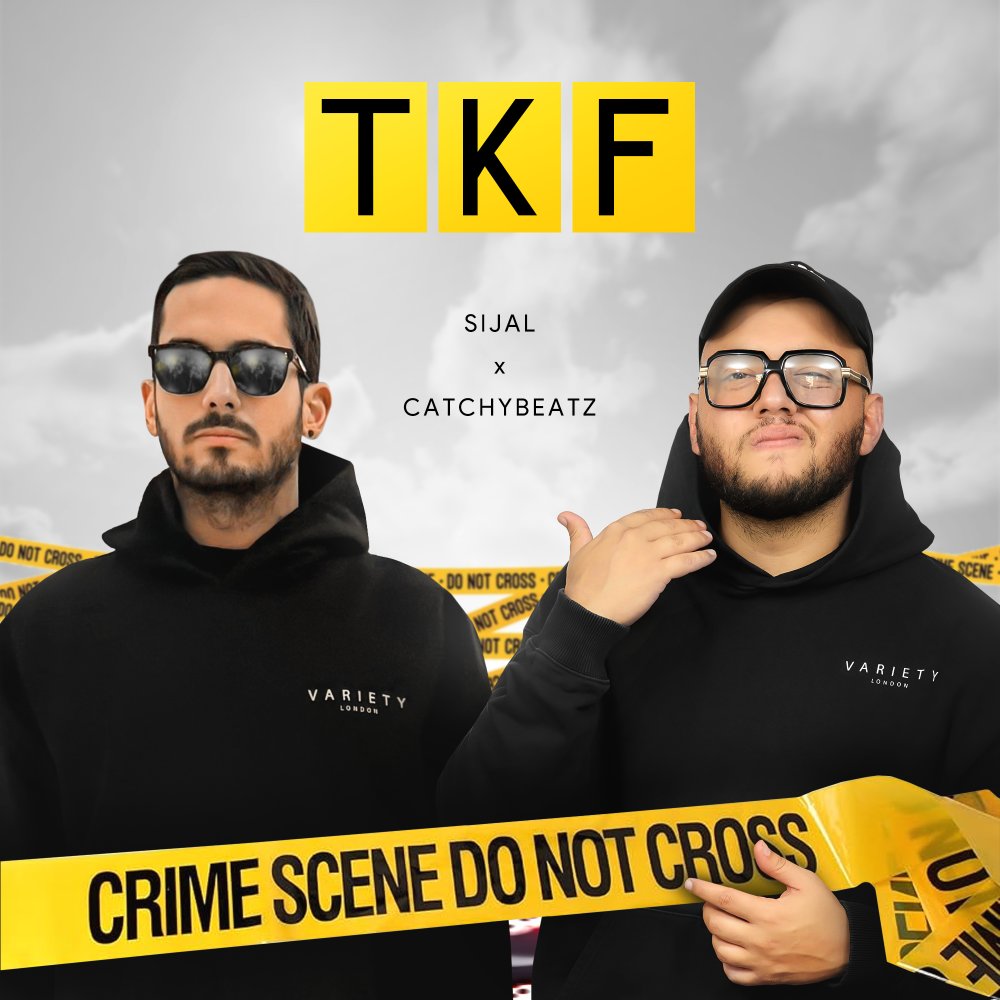 TKF
SIJAL
x
CATCHYBEATZ
DO NOT CROSS
DO NOT CROSS
NOT CROSS
SCENE
VARIETY
LONDON
VARIETY
LONDON
CRIME SCENE DO NOT CROSS